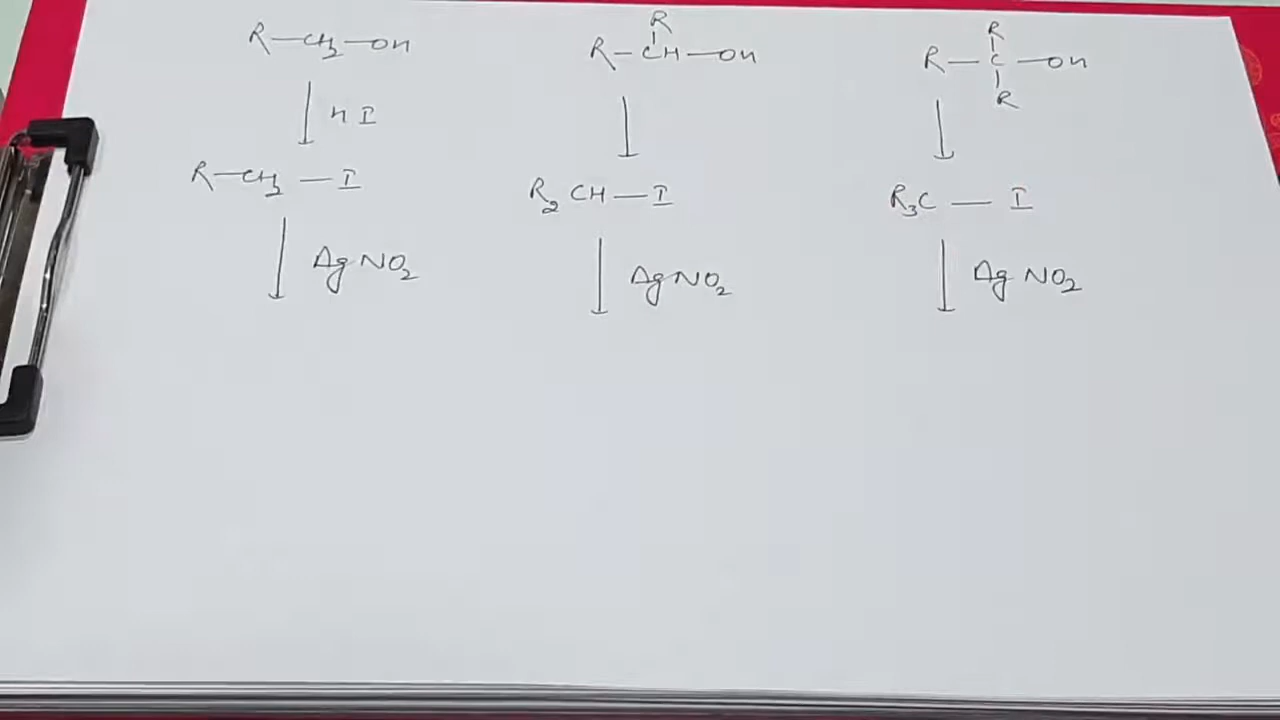 R—CH₂—OH
R
R—CH—OH
R
R—C—OH
R
HI
R—CH₂—I
R₂CH—I
R₃C—I
AgNO₂
AgNO₂
AgNO₂